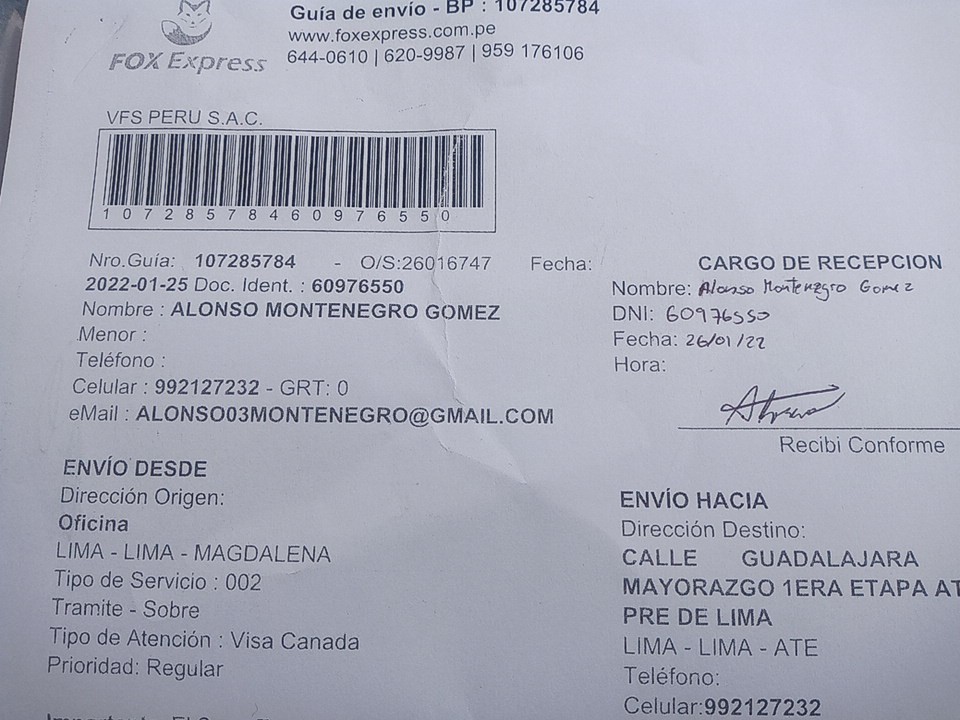 FOX Express
Guía de envío - BP : 107285784
www.foxexpress.com.pe
644-0610 | 620-9987 | 959 176106
VFS PERU S.A.C.
10728578460976550
Nro.Guía: 107285784 - O/S:26016747 Fecha:
2022-01-25 Doc. Ident. : 60976550
Nombre : ALONSO MONTENEGRO GOMEZ
Menor :
Teléfono :
Celular : 992127232 - GRT: 0
eMail : ALONSO03MONTENEGRO@GMAIL.COM
CARGO DE RECEPCION
Nombre: Alonso Montenegro Gomez
DNI: 60976550
Fecha: 26/01/22
Hora:
Recibi Conforme
ENVÍO DESDE
Dirección Origen:
Oficina
LIMA - LIMA - MAGDALENA
Tipo de Servicio : 002
Tramite - Sobre
Tipo de Atención : Visa Canada
Prioridad: Regular
ENVÍO HACIA
Dirección Destino:
CALLE GUADALAJARA
MAYORAZGO 1ERA ETAPA AT
PRE DE LIMA
LIMA - LIMA - ATE
Teléfono:
Celular:992127232